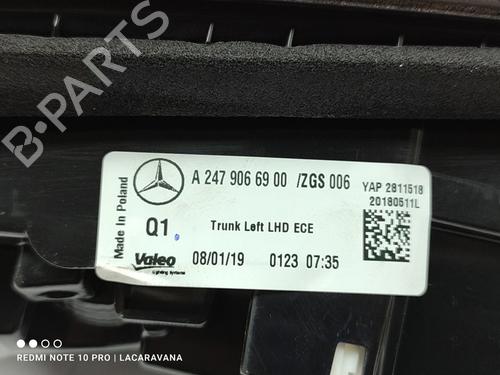 B-PARTS
A 247 906 69 00 /ZGS 006
YAP 2811518
20180511L
Made in Poland
Q1
Trunk Left LHD ECE
Valeo
Lighting Systems
08/01/19
0123 07:35
REDMI NOTE 10 PRO | LACARAVANA